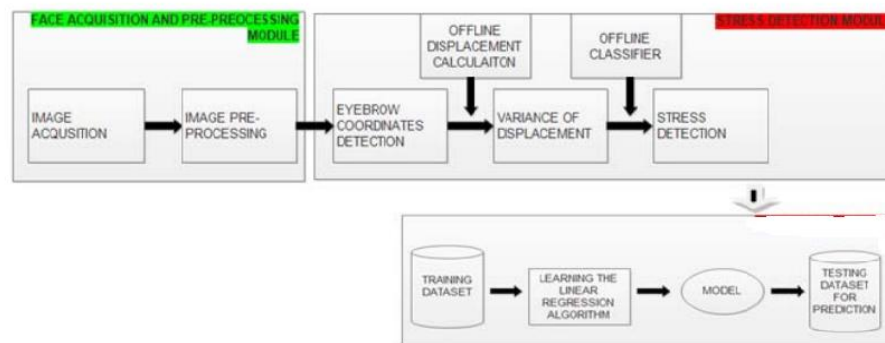 FACE ACQUISITION AND PRE-PREOCESSING
MODULE
IMAGE
ACQUSITION
IMAGE PRE-
PROCESSING
OFFLINE
DISPLACEMENT
CALCULAITON
OFFLINE
CLASSIFIER
STRESS DETECTION MODUL
EYEBROW
COORDINATES
DETECTION
VARIANCE OF
DISPLACEMENT
STRESS
DETECTION
TRAINING
DATASET
LEARNING THE
LINEAR
REGRESSION
ALGORITHM
MODEL
TESTING
DATASET
FOR
PREDICTION